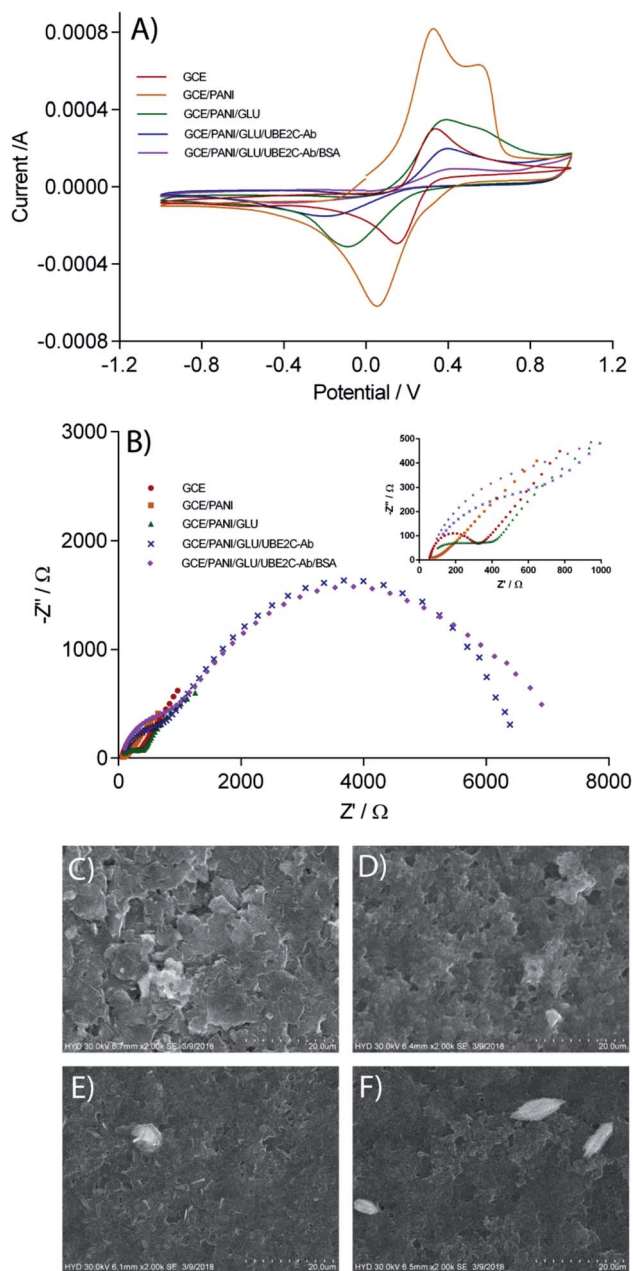 A)
0.0008
0.0004
0.0000
-0.0004
-0.0008
Current /A
GCE
GCE/PANI
GCE/PANI/GLU
GCE/PANI/GLU/UBE2C-Ab
GCE/PANI/GLU/UBE2C-Ab/BSA
-1.2 -0.8 -0.4 0.0 0.4 0.8 1.2
Potential / V
B)
3000
2000
1000
0
-Z'' / Ω
GCE
GCE/PANI
GCE/PANI/GLU
GCE/PANI/GLU/UBE2C-Ab
GCE/PANI/GLU/UBE2C-Ab/BSA
500
400
300
200
100
0
-Z'' / Ω
0 200 400 600 800 1000
Z' / Ω
0 2000 4000 6000 8000
Z' / Ω
C)
HYD 30.0kV 6.7mm x2.00k SE 3/9/2018 20.0um
D)
HYD 30.0kV 6.4mm x2.00k SE 3/9/2018 20.0um
E)
HYD 30.0kV 6.1mm x2.00k SE 3/9/2018 20.0um
F)
HYD 30.0kV 6.5mm x2.00k SE 3/9/2018 20.0um